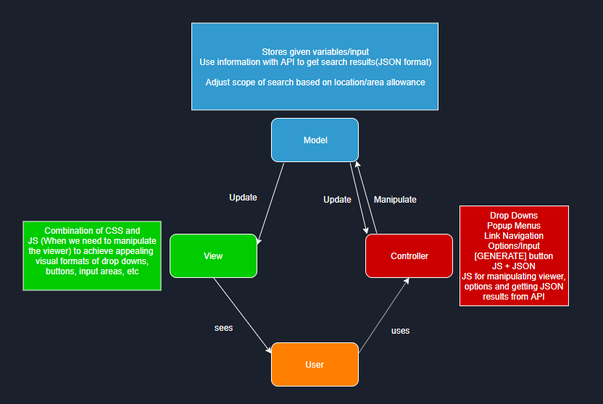 Stores given variables/input
Use information with API to get search results(JSON format)
Adjust scope of search based on location/area allowance
Model
Update
Update
Manipulate
Combination of CSS and
JS (When we need to manipulate
the viewer) to achieve appealing
visual formats of drop downs,
buttons, input areas, etc
View
Controller
Drop Downs
Popup Menus
Link Navigation
Options/Input
[GENERATE] button
JS + JSON
JS for manipulating viewer,
options and getting JSON
results from API
sees
uses
User